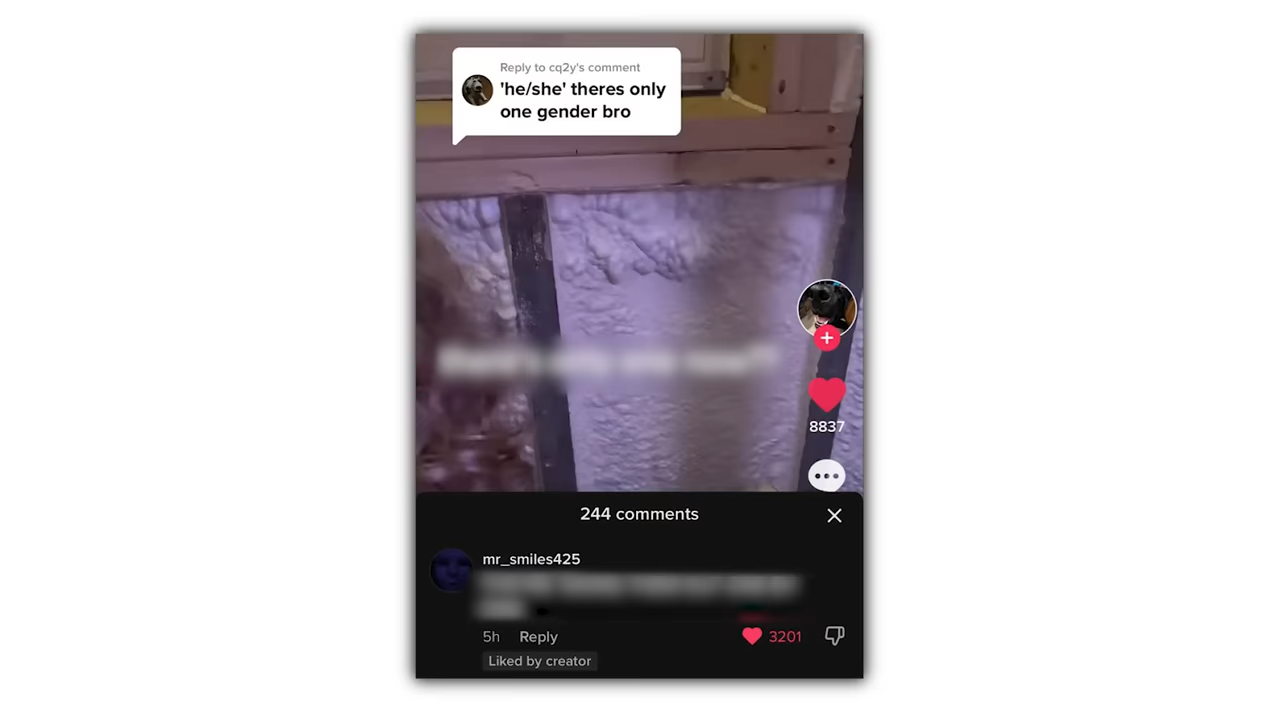 Reply to cq2y's comment
'he/she' theres only
one gender bro
8837
244 comments
mr_smiles425
5h Reply
3201
Liked by creator